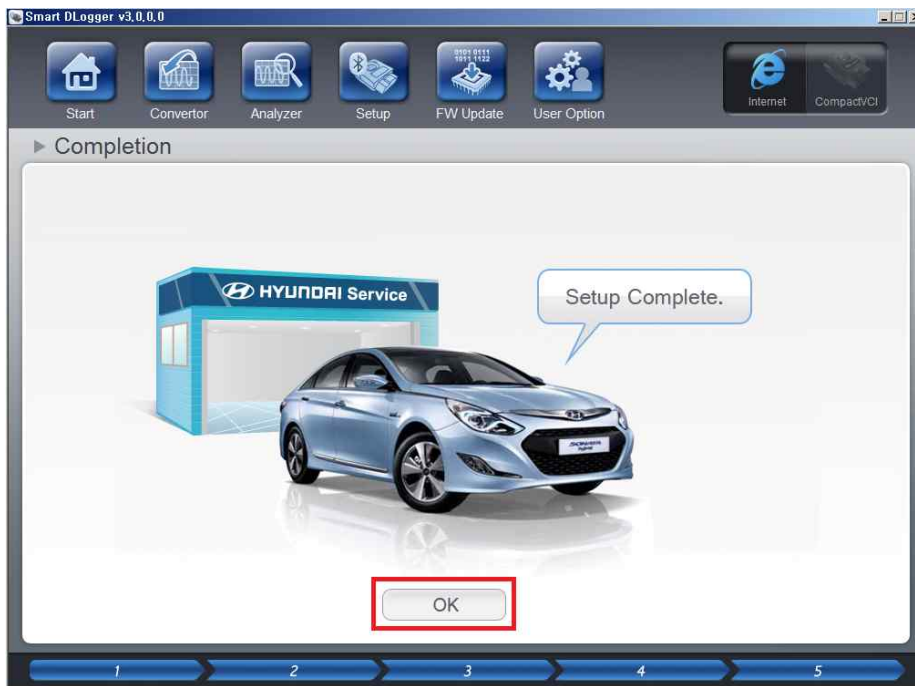 Smart DLogger v3,0,0,0
0101 0111
1011 1122
Start
Convertor
Analyzer
Setup
FW Update
User Option
Internet
CompactVCI
Completion
HYUNDAI Service
Setup Complete.
OK
1
2
3
4
5